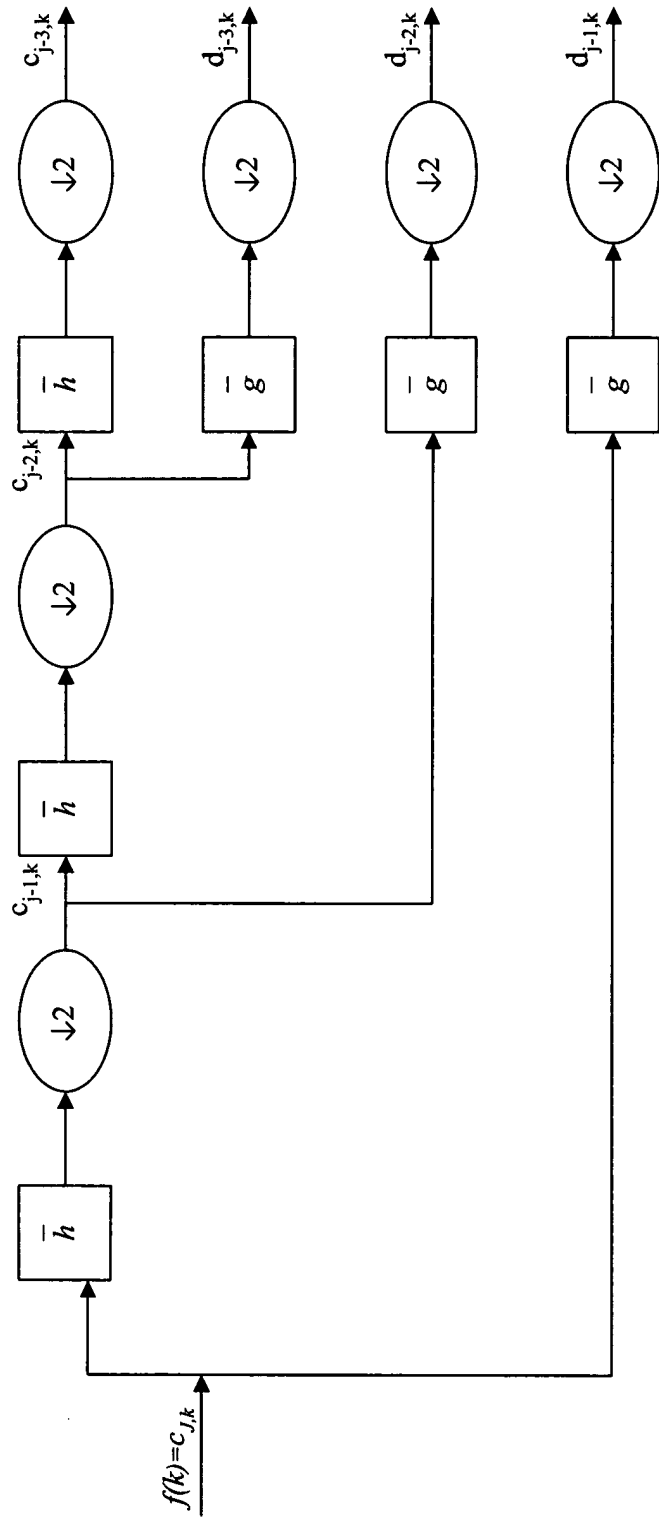 h̄
↓2
c_{j-1,k}
h̄
↓2
c_{j-2,k}
h̄
↓2
c_{j-3,k}
f(k)=c_{J,k}
ḡ
↓2
d_{j-3,k}
ḡ
↓2
d_{j-2,k}
ḡ
↓2
d_{j-1,k}